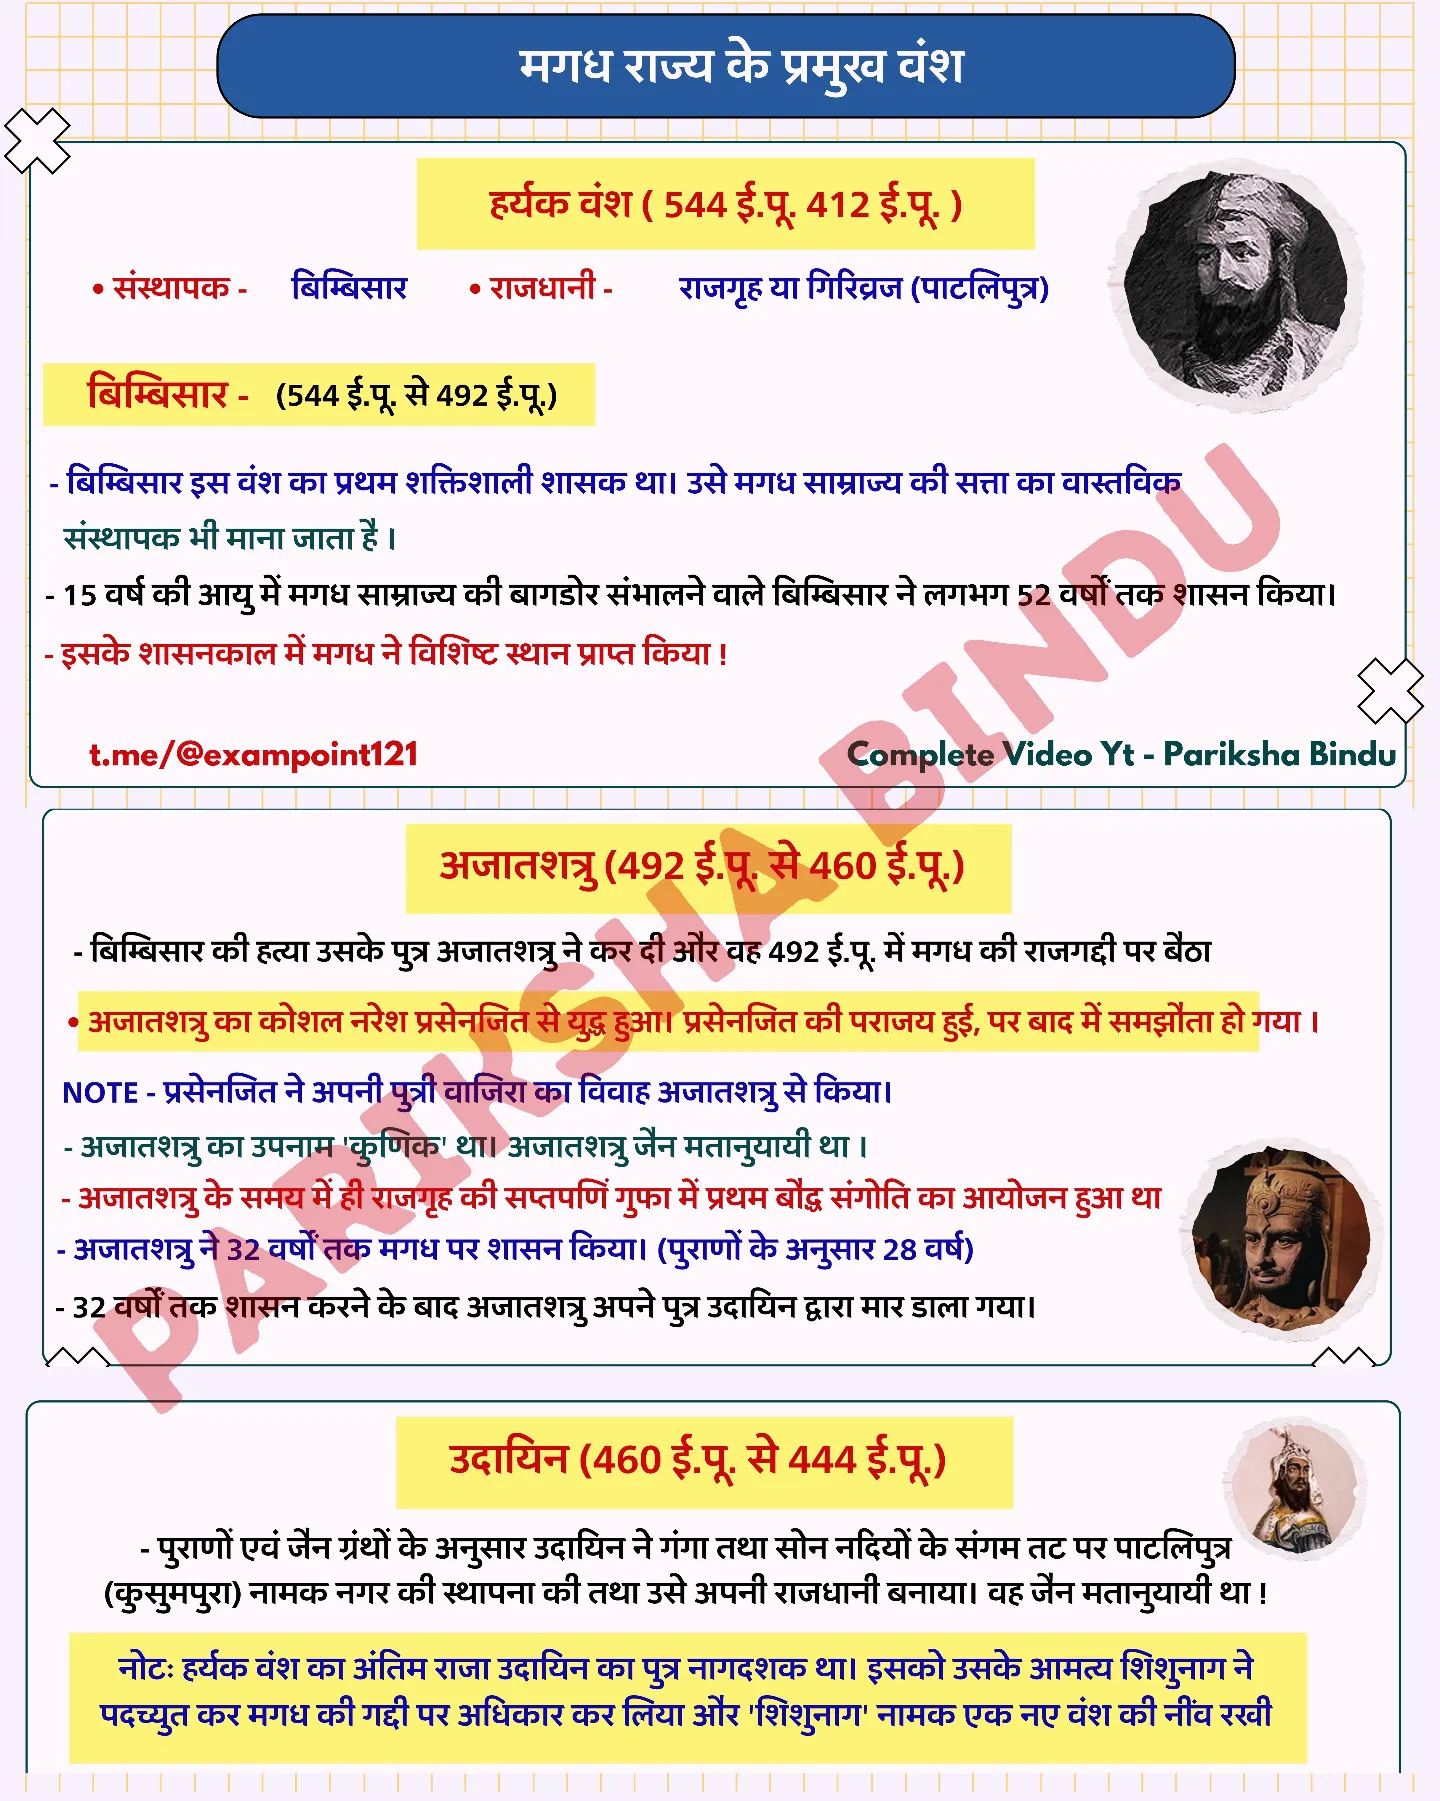 मगध राज्य के प्रमुख वंश
हर्यक वंश ( 544 ई.पू. 412 ई.पू. )
• संस्थापक - बिम्बिसार • राजधानी - राजगृह या गिरिव्रज (पाटलिपुत्र)
बिम्बिसार - (544 ई.पू. से 492 ई.पू.)
- बिम्बिसार इस वंश का प्रथम शक्तिशाली शासक था। उसे मगध साम्राज्य की सत्ता का वास्तविक
संस्थापक भी माना जाता है ।
- 15 वर्ष की आयु में मगध साम्राज्य की बागडोर संभालने वाले बिम्बिसार ने लगभग 52 वर्षों तक शासन किया।
- इसके शासनकाल में मगध ने विशिष्ट स्थान प्राप्त किया !
t.me/@exampoint121
Complete Video Yt - Pariksha Bindu
अजातशत्रु (492 ई.पू. से 460 ई.पू.)
- बिम्बिसार की हत्या उसके पुत्र अजातशत्रु ने कर दी और वह 492 ई.पू. में मगध की राजगद्दी पर बैठा
• अजातशत्रु का कोशल नरेश प्रसेनजित से युद्ध हुआ। प्रसेनजित की पराजय हुई, पर बाद में समझौता हो गया ।
NOTE - प्रसेनजित ने अपनी पुत्री वाजिरा का विवाह अजातशत्रु से किया।
- अजातशत्रु का उपनाम 'कुणिक' था। अजातशत्रु जैन मतानुयायी था ।
- अजातशत्रु के समय में ही राजगृह की सप्तपणिं गुफा में प्रथम बौद्ध संगोति का आयोजन हुआ था
- अजातशत्रु ने 32 वर्षों तक मगध पर शासन किया। (पुराणों के अनुसार 28 वर्ष)
- 32 वर्षों तक शासन करने के बाद अजातशत्रु अपने पुत्र उदायिन द्वारा मार डाला गया।
PARIKSHA BINDU
उदायिन (460 ई.पू. से 444 ई.पू.)
- पुराणों एवं जैन ग्रंथों के अनुसार उदायिन ने गंगा तथा सोन नदियों के संगम तट पर पाटलिपुत्र
(कुसुमपुरा) नामक नगर की स्थापना की तथा उसे अपनी राजधानी बनाया। वह जैन मतानुयायी था !
नोटः हर्यक वंश का अंतिम राजा उदायिन का पुत्र नागदशक था। इसको उसके आमत्य शिशुनाग ने
पदच्युत कर मगध की गद्दी पर अधिकार कर लिया और 'शिशुनाग' नामक एक नए वंश की नींव रखी